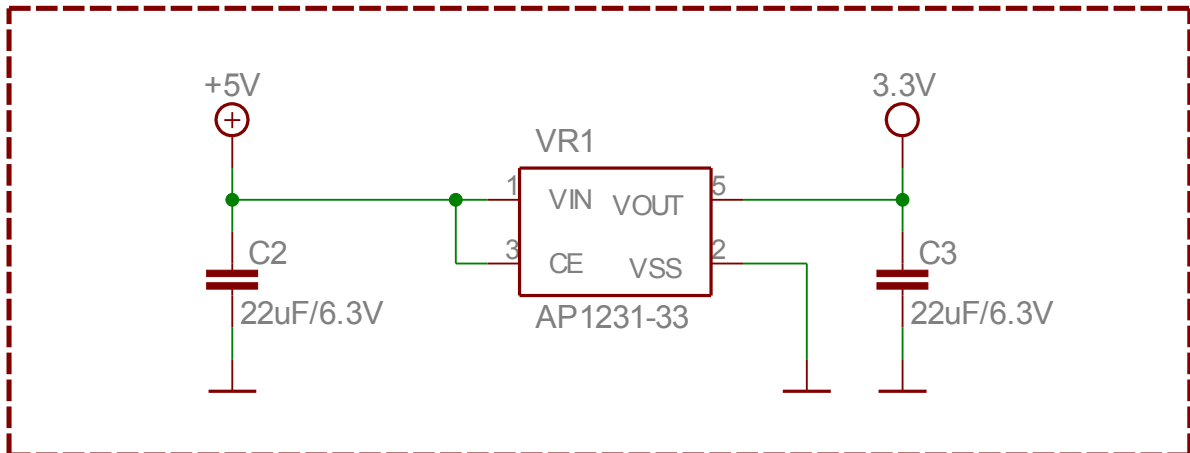 +5V
3.3V
VR1
1
VIN
VOUT
5
3
CE
VSS
2
C2
C3
22uF/6.3V
AP1231-33
22uF/6.3V